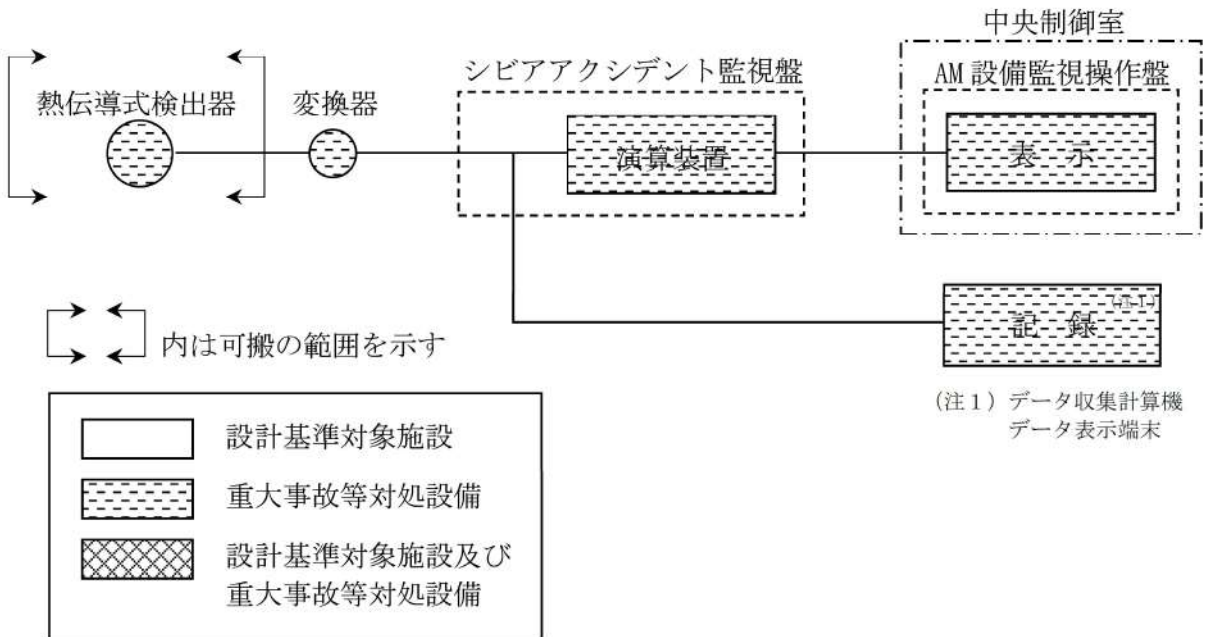 中央制御室
シビアアクシデント監視盤
AM 設備監視操作盤
熱伝導式検出器
変換器
演算装置
表 示
記 録
(注1)
内は可搬の範囲を示す
(注1) データ収集計算機
データ表示端末
設計基準対象施設
重大事故等対処設備
設計基準対象施設及び
重大事故等対処設備